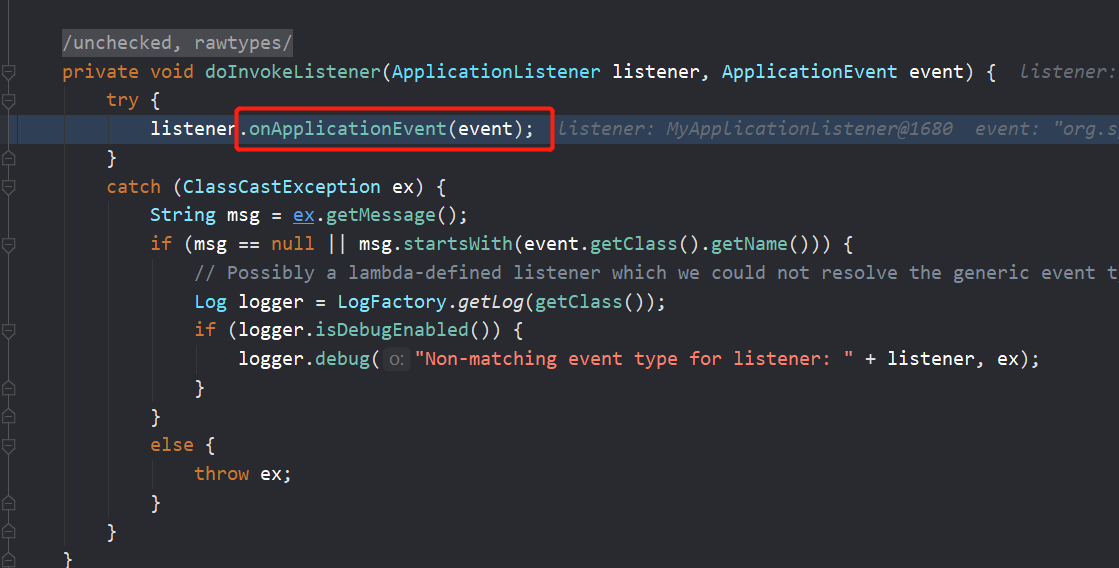 /unchecked, rawtypes/
private void doInvokeListener(ApplicationListener listener, ApplicationEvent event) { listener:
try {
listener.onApplicationEvent(event); listener: MyApplicationListener@1680 event: "org.s
}
catch (ClassCastException ex) {
String msg = ex.getMessage();
if (msg == null || msg.startsWith(event.getClass().getName())) {
// Possibly a lambda-defined listener which we could not resolve the generic event t
Log logger = LogFactory.getLog(getClass());
if (logger.isDebugEnabled()) {
logger.debug( o: "Non-matching event type for listener: " + listener, ex);
}
}
else {
throw ex;
}
}
}